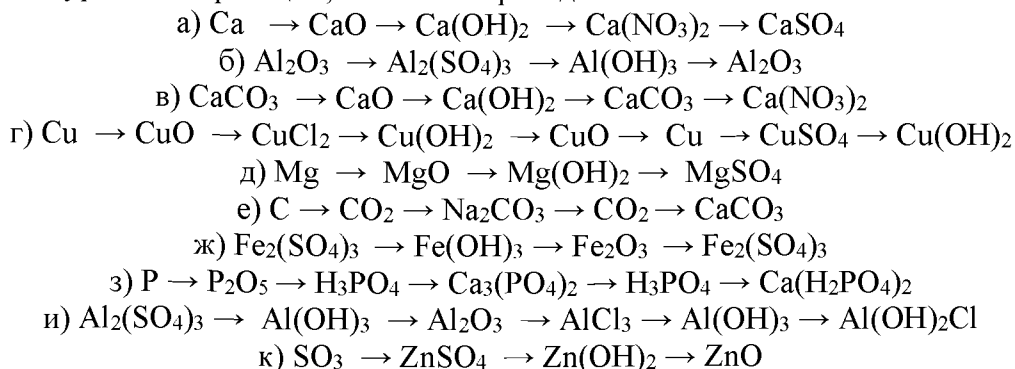 а) Ca → CaO → Ca(OH)₂ → Ca(NO₃)₂ → CaSO₄
б) Al₂O₃ → Al₂(SO₄)₃ → Al(OH)₃ → Al₂O₃
в) CaCO₃ → CaO → Ca(OH)₂ → CaCO₃ → Ca(NO₃)₂
г) Cu → CuO → CuCl₂ → Cu(OH)₂ → CuO → Cu → CuSO₄ → Cu(OH)₂
д) Mg → MgO → Mg(OH)₂ → MgSO₄
е) C → CO₂ → Na₂CO₃ → CO₂ → CaCO₃
ж) Fe₂(SO₄)₃ → Fe(OH)₃ → Fe₂O₃ → Fe₂(SO₄)₃
з) P → P₂O₅ → H₃PO₄ → Ca₃(PO₄)₂ → H₃PO₄ → Ca(H₂PO₄)₂
и) Al₂(SO₄)₃ → Al(OH)₃ → Al₂O₃ → AlCl₃ → Al(OH)₃ → Al(OH)₂Cl
к) SO₃ → ZnSO₄ → Zn(OH)₂ → ZnO